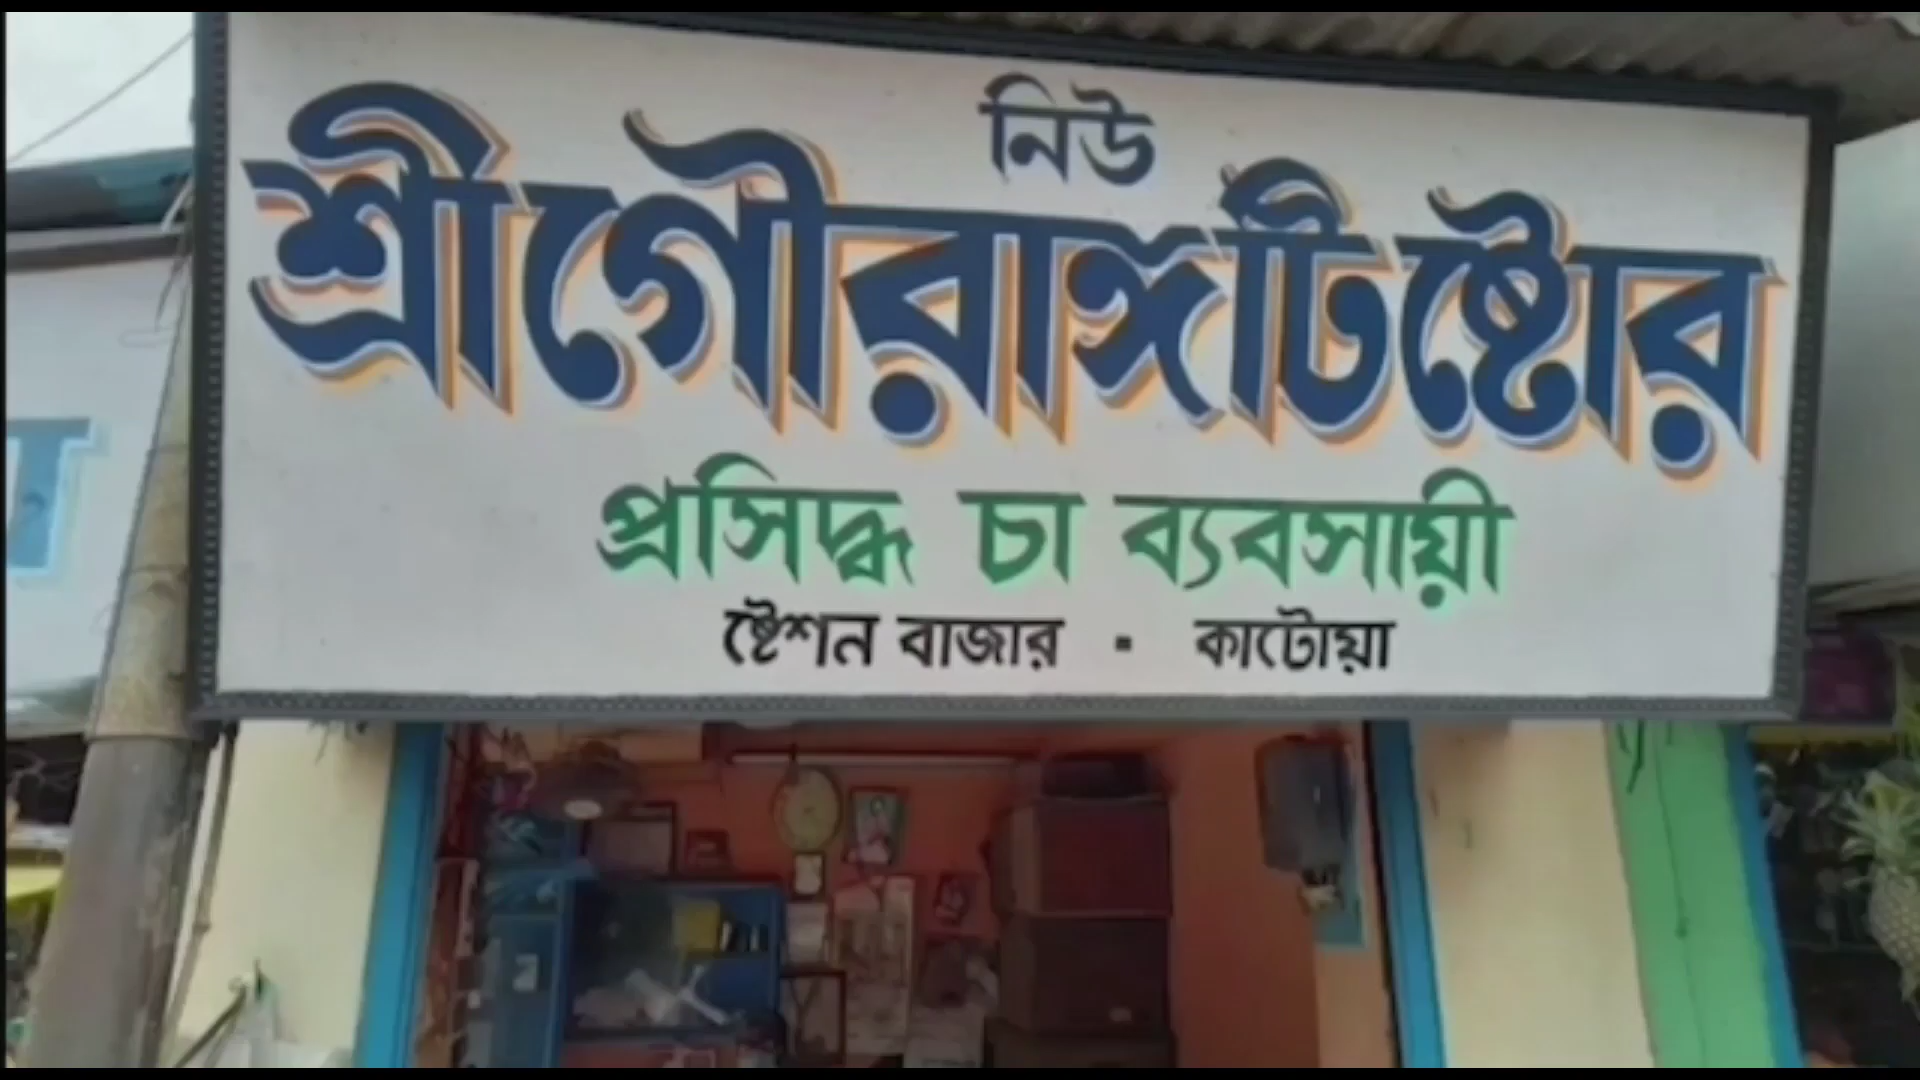 নিউ
শ্রীগৌরাঙ্গটিষ্টোর
প্রসিদ্ধ চা ব্যবসায়ী
ষ্টেশন বাজার ▪ কাটোয়া